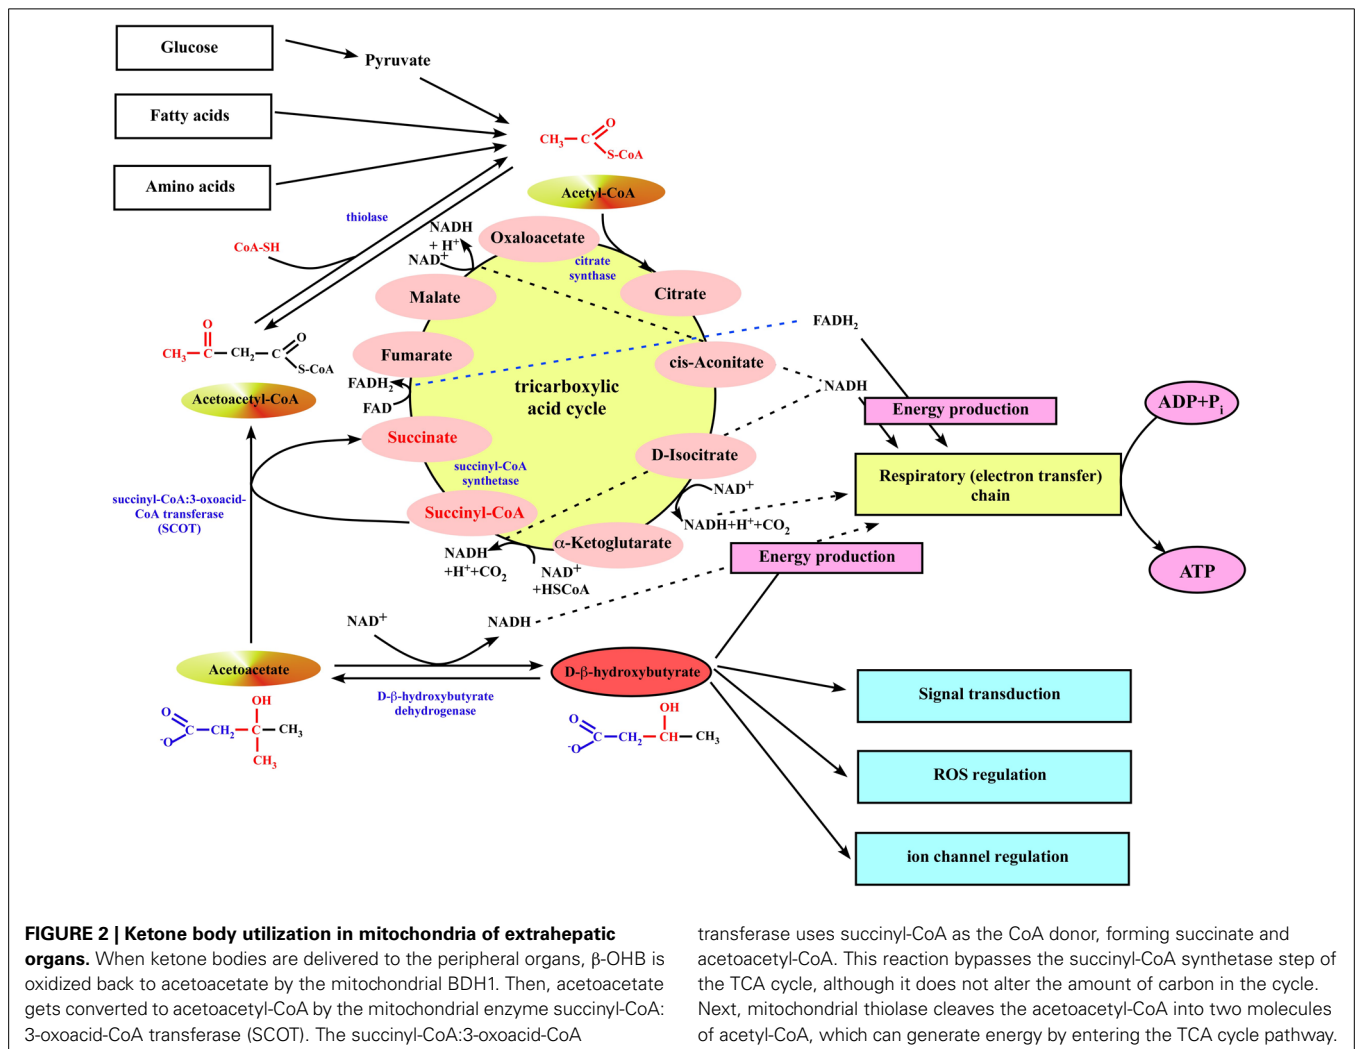 Glucose
Pyruvate
Fatty acids
Amino acids
CH3 C O
S-CoA
Acetyl-CoA
thiolase
CoA-SH
NADH
+ H+
NAD+
Oxaloacetate
citrate
synthase
Citrate
Malate
Fumarate
cis-Aconitate
FADH2
FAD
tricarboxylic
acid cycle
FADH2
NADH
Energy production
ADP+Pi
O
CH3 C CH2 C O
S-CoA
Acetoacetyl-CoA
Succinate
succinyl-CoA
synthetase
D-Isocitrate
Respiratory (electron transfer)
chain
succinyl-CoA:3-oxoacid-
CoA transferase
(SCOT)
Succinyl-CoA
NAD+
NADH+H++CO2
α-Ketoglutarate
NADH
+H++CO2
NAD+
+HSCoA
Energy production
ATP
NAD+
NADH
Acetoacetate
D-β-hydroxybutyrate
D-β-hydroxybutyrate
dehydrogenase
Signal transduction
OH
O
C CH2 C CH3
-O
CH3
OH
O
C CH2 CH CH3
-O
ROS regulation
ion channel regulation
FIGURE 2 | Ketone body utilization in mitochondria of extrahepatic
organs. When ketone bodies are delivered to the peripheral organs, β-OHB is
oxidized back to acetoacetate by the mitochondrial BDH1. Then, acetoacetate
gets converted to acetoacetyl-CoA by the mitochondrial enzyme succinyl-CoA:
3-oxoacid-CoA transferase (SCOT). The succinyl-CoA:3-oxoacid-CoA
transferase uses succinyl-CoA as the CoA donor, forming succinate and
acetoacetyl-CoA. This reaction bypasses the succinyl-CoA synthetase step of
the TCA cycle, although it does not alter the amount of carbon in the cycle.
Next, mitochondrial thiolase cleaves the acetoacetyl-CoA into two molecules
of acetyl-CoA, which can generate energy by entering the TCA cycle pathway.